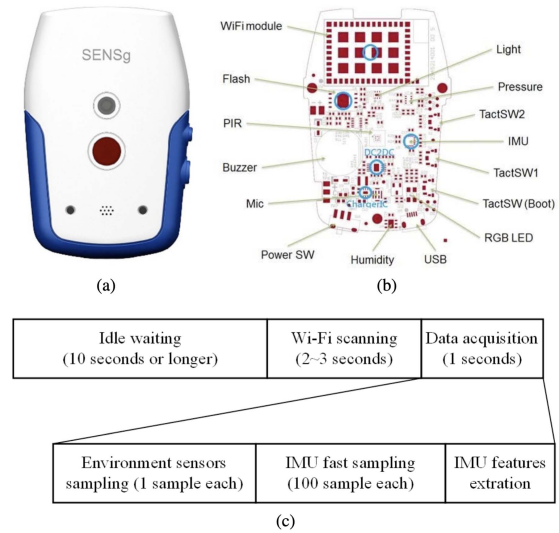 SENSg
(a)
WiFi module
Flash
PIR
Buzzer
Mic
Power SW
Humidity
USB
RGB LED
TactSW (Boot)
TactSW1
IMU
TactSW2
Pressure
Light
DC2DC
ChargerIC
(b)
Idle waiting
(10 seconds or longer)
Wi-Fi scanning
(2~3 seconds)
Data acquisition
(1 seconds)
Environment sensors
sampling (1 sample each)
IMU fast sampling
(100 sample each)
IMU features
extration
(c)